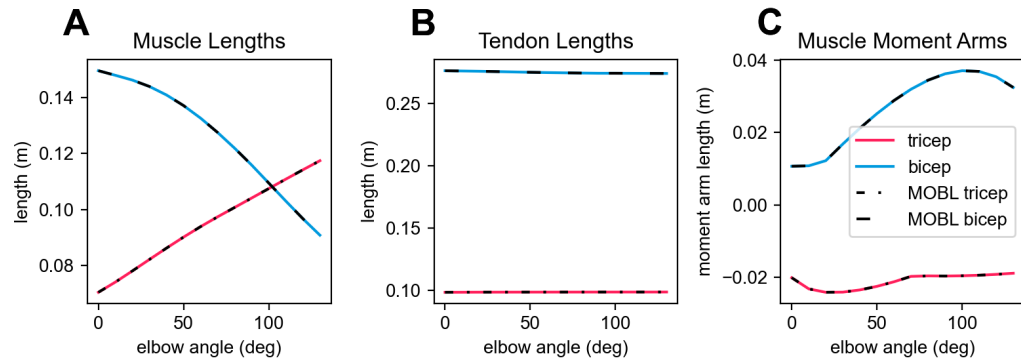 A
Muscle Lengths
length (m)
0.14
0.12
0.10
0.08
0
50
100
elbow angle (deg)
B
Tendon Lengths
length (m)
0.25
0.20
0.15
0.10
0
50
100
elbow angle (deg)
C
Muscle Moment Arms
moment arm length (m)
0.04
0.02
0.00
−0.02
0
50
100
elbow angle (deg)
tricep
bicep
MOBL tricep
MOBL bicep